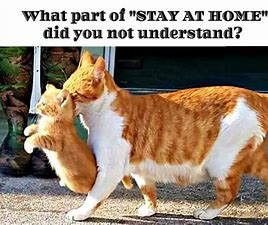 What part of "STAY AT HOME"
did you not understand?